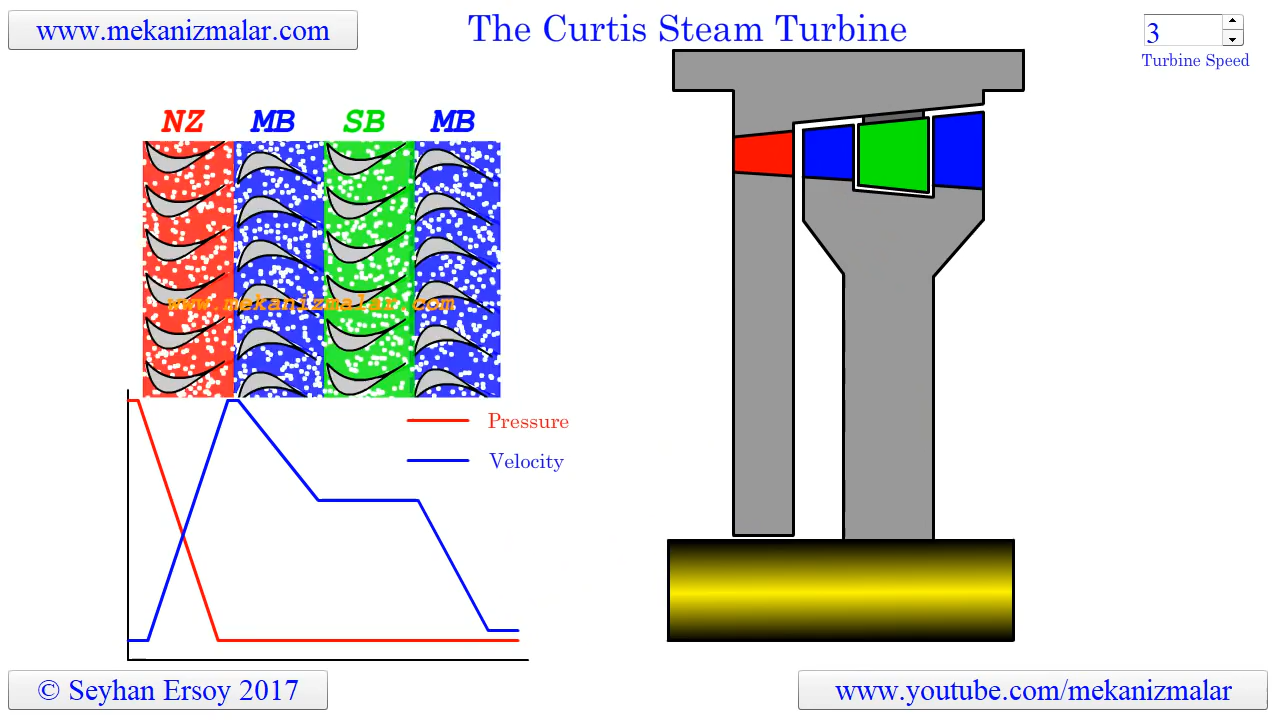 www.mekanizmalar.com
The Curtis Steam Turbine
3
Turbine Speed
NZ MB SB MB
www.mekanizmalar.com
Pressure
Velocity
© Seyhan Ersoy 2017
www.youtube.com/mekanizmalar